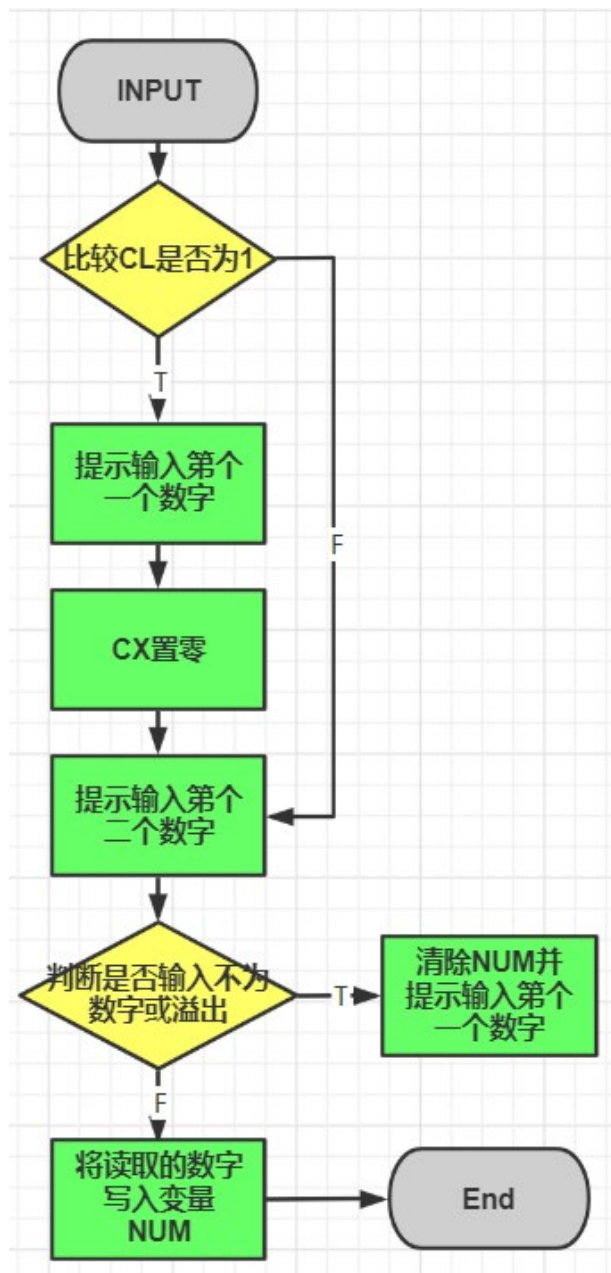 INPUT
比较CL是否为1
T
提示输入第个
一个数字
F
CX置零
提示输入第个
二个数字
判断是否输入不为
数字或溢出
T
清除NUM并
提示输入第个
一个数字
F
将读取的数字
写入变量
NUM
End